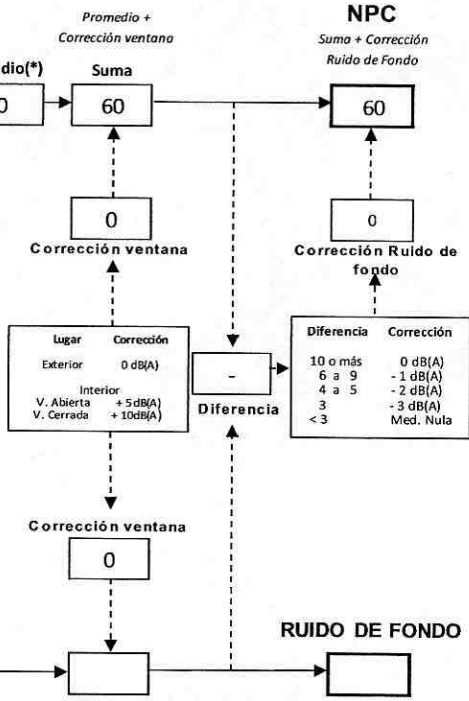 Promedio +
Corrección ventana
NPC
Suma + Corrección
Ruido de Fondo
dio(*)
Suma
0
60
60
0
0
Corrección ventana
Corrección Ruido de
fondo
Lugar Corrección
Exterior 0 dB(A)
Interior
V. Abierta + 5dB(A)
V. Cerrada + 10dB(A)
-
Diferencia
Diferencia Corrección
10 o más 0 dB(A)
6 a 9 - 1 dB(A)
4 a 5 - 2 dB(A)
3 - 3 dB(A)
< 3 Med. Nula
Corrección ventana
0
RUIDO DE FONDO